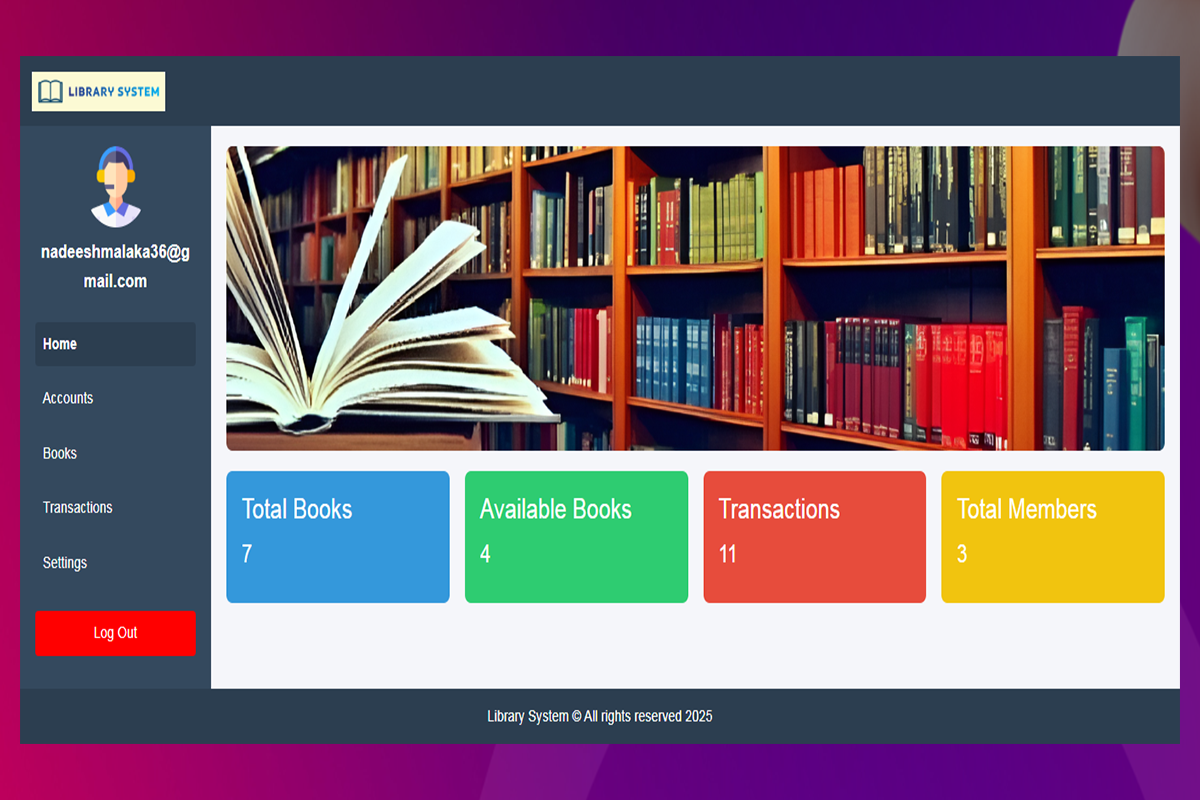 LIBRARY SYSTEM
nadeeshmalaka36@g
mail.com
Home
Accounts
Books
Transactions
Settings
Log Out
Total Books
7
Available Books
4
Transactions
11
Total Members
3
Library System © All rights reserved 2025